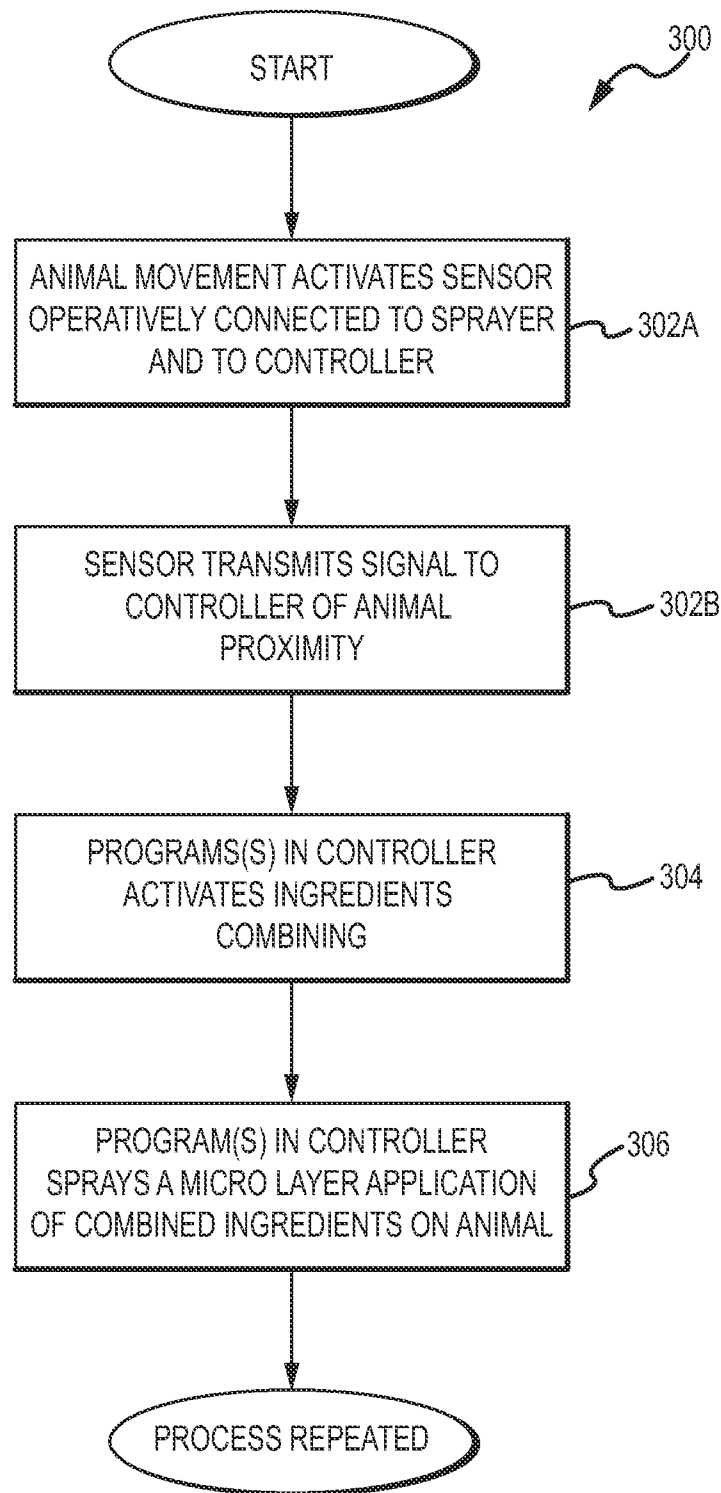 START
300
ANIMAL MOVEMENT ACTIVATES SENSOR
OPERATIVELY CONNECTED TO SPRAYER
AND TO CONTROLLER
302A
SENSOR TRANSMITS SIGNAL TO
CONTROLLER OF ANIMAL
PROXIMITY
302B
PROGRAMS(S) IN CONTROLLER
ACTIVATES INGREDIENTS
COMBINING
304
PROGRAM(S) IN CONTROLLER
SPRAYS A MICRO LAYER APPLICATION
OF COMBINED INGREDIENTS ON ANIMAL
306
PROCESS REPEATED